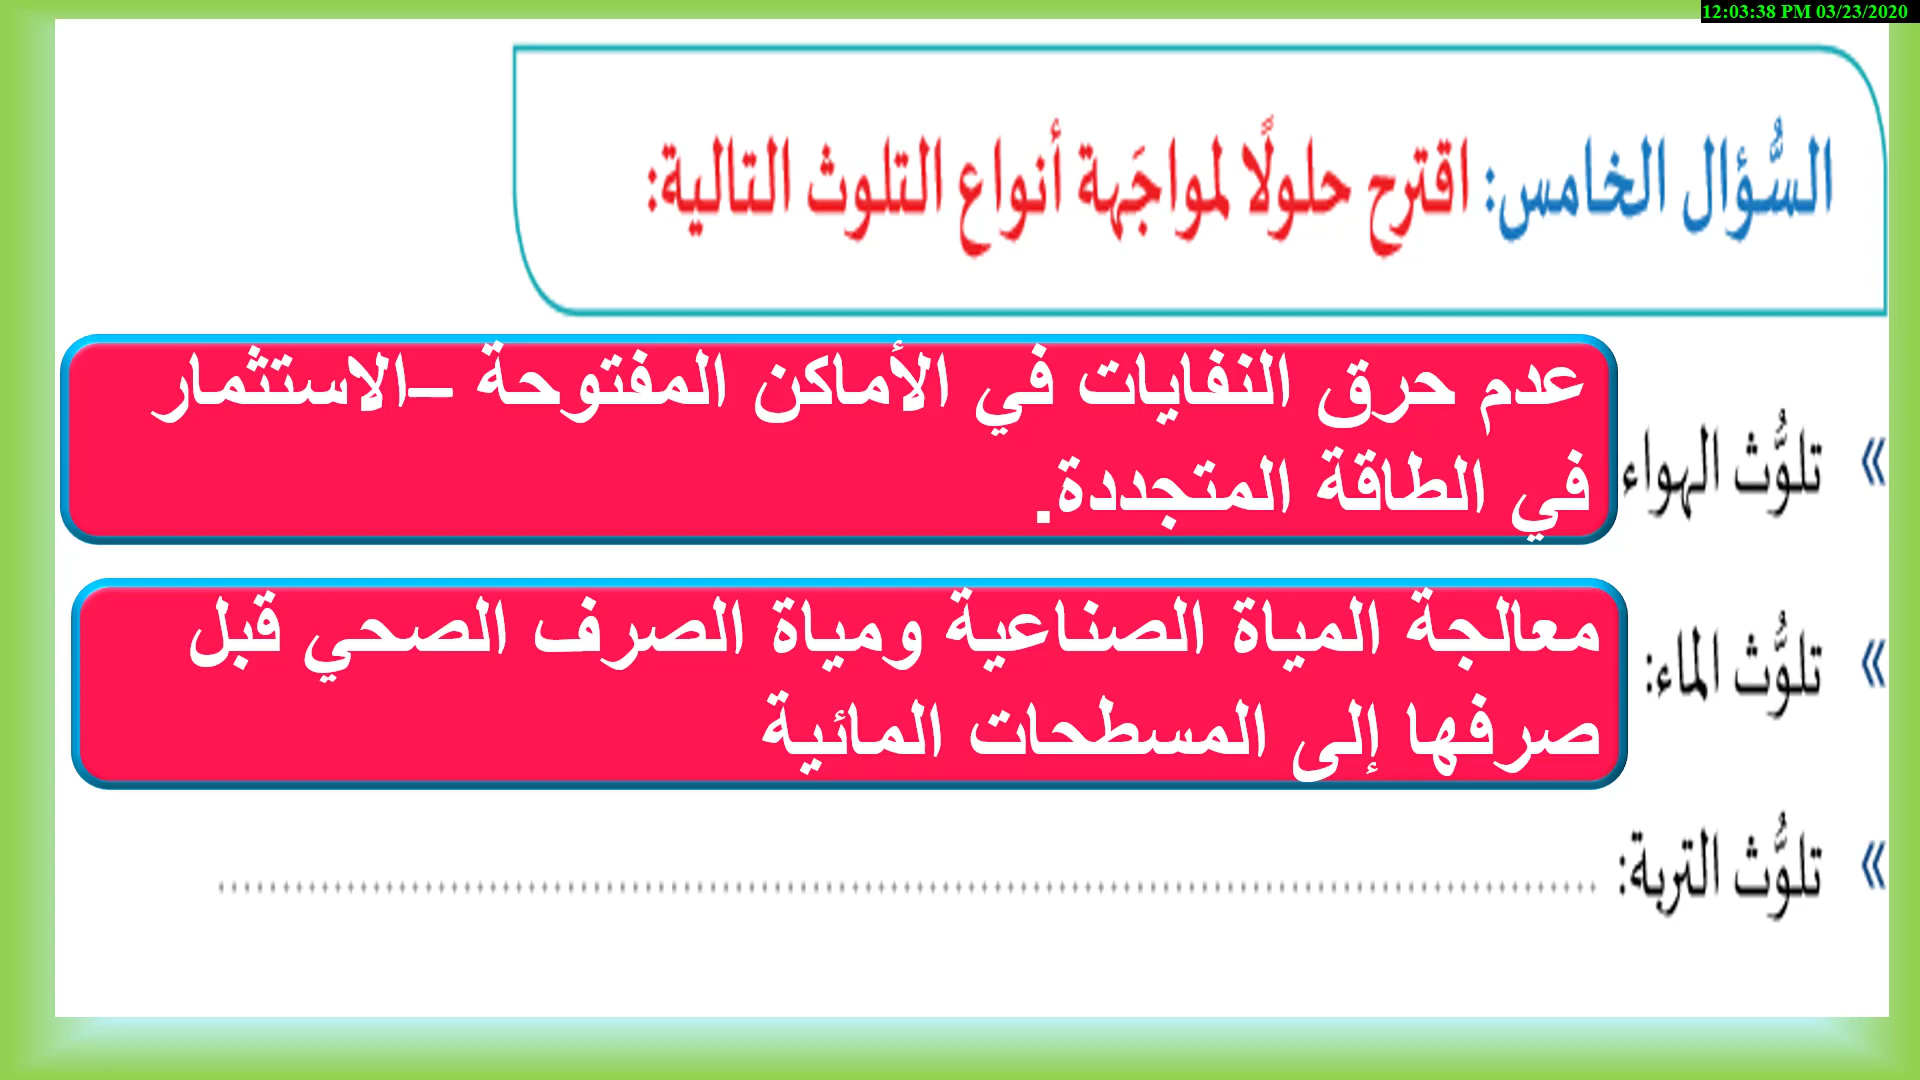 12:03:38 PM 03/23/2020
السُّؤال الخامس: اقترح حلولًا لمواجَهة أنواع التلوث التالية:
عدم حرق النفايات في الأماكن المفتوحة –الاستثمار
في الطاقة المتجددة.
« تلوُّث الهواء
معالجة المياة الصناعية ومياة الصرف الصحي قبل
صرفها إلى المسطحات المائية
« تلوُّث الماء:
« تلوُّث التربة: ................................................................